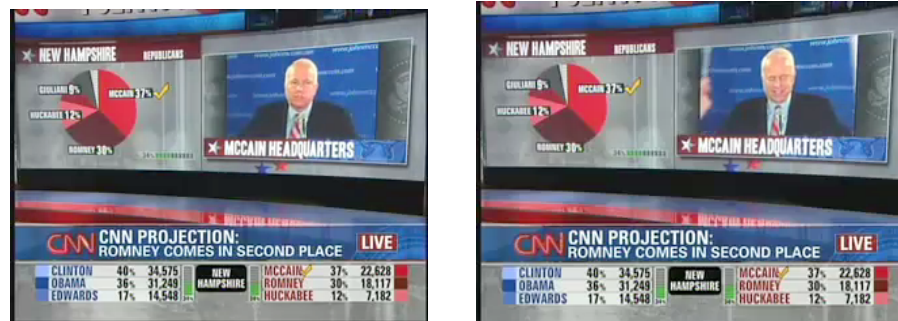 NEW HAMPSHIRE REPUBLICANS
www.johnmccain.com
MCCAIN 37%
GIULIANI 9%
HUCKABEE 12%
ROMNEY 30%
MCCAIN HEADQUARTERS
CNN
CNN PROJECTION:
ROMNEY COMES IN SECOND PLACE
LIVE
CLINTON 40% 34,575
OBAMA 36% 31,249
EDWARDS 17% 14,548
NEW
HAMPSHIRE
MCCAIN 37% 22,628
ROMNEY 30% 18,117
HUCKABEE 12% 7,182
NEW HAMPSHIRE REPUBLICANS
MCCAIN 37%
GIULIANI 9%
HUCKABEE 12%
ROMNEY 30%
MCCAIN HEADQUARTERS
CNN
CNN PROJECTION:
ROMNEY COMES IN SECOND PLACE
LIVE
CLINTON 40% 34,575
OBAMA 36% 31,249
EDWARDS 17% 14,548
NEW
HAMPSHIRE
MCCAIN 37% 22,628
ROMNEY 30% 18,117
HUCKABEE 12% 7,182